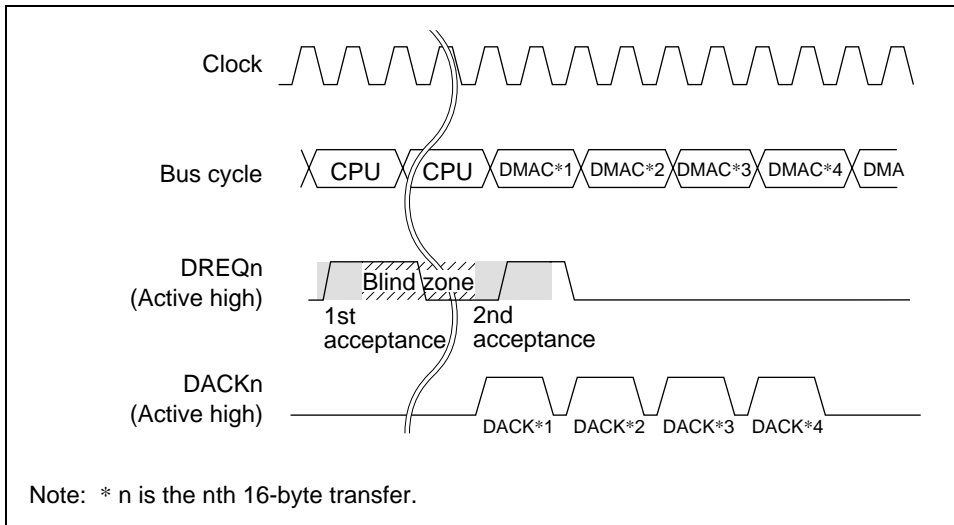 Clock
Bus cycle
CPU CPU DMAC*1 DMAC*2 DMAC*3 DMAC*4 DMA
DREQn
(Active high)
Blind zone
1st
acceptance
2nd
acceptance
DACKn
(Active high)
DACK*1 DACK*2 DACK*3 DACK*4
Note: * n is the nth 16-byte transfer.